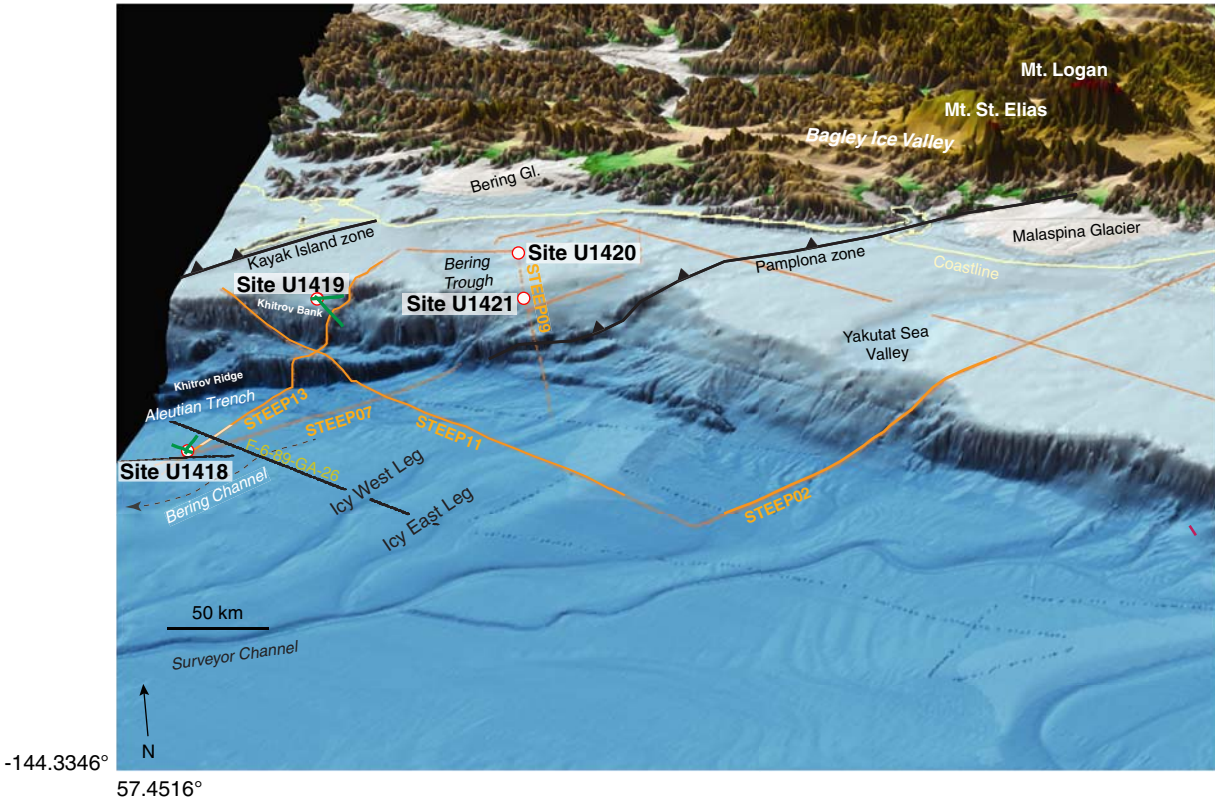 Mt. Logan
Mt. St. Elias
Bagley Ice Valley
Bering Gl.
Malaspina Glacier
Kayak Island zone
Bering
Trough
Site U1420
Pamplona zone
Coastline
Site U1419
Khitrov Bank
Site U1421
STEEP09
Yakutat Sea
Valley
Khitrov Ridge
Aleutian Trench
STEEP13
STEEP07
STEEP11
F-6-89-GA-26
Site U1418
Bering Channel
Icy West Leg
Icy East Leg
STEEP02
50 km
Surveyor Channel
N
-144.3346°
57.4516°